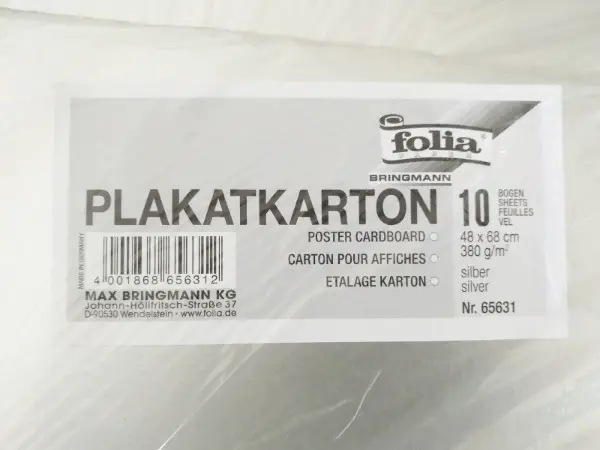 folia
PAPER
BRINGMANN
PLAKATKARTON
10 BOGEN
SHEETS
FEUILLES
VEL
POSTER CARDBOARD
CARTON POUR AFFICHES
ETALAGE KARTON
48 x 68 cm
380 g/m²
silber
silver
Nr. 65631
MADE IN GERMANY
4 001868 656312
MAX BRINGMANN KG
Johann-Höllfritsch-Straße 37
D-90530 Wendelstein · www.folia.de